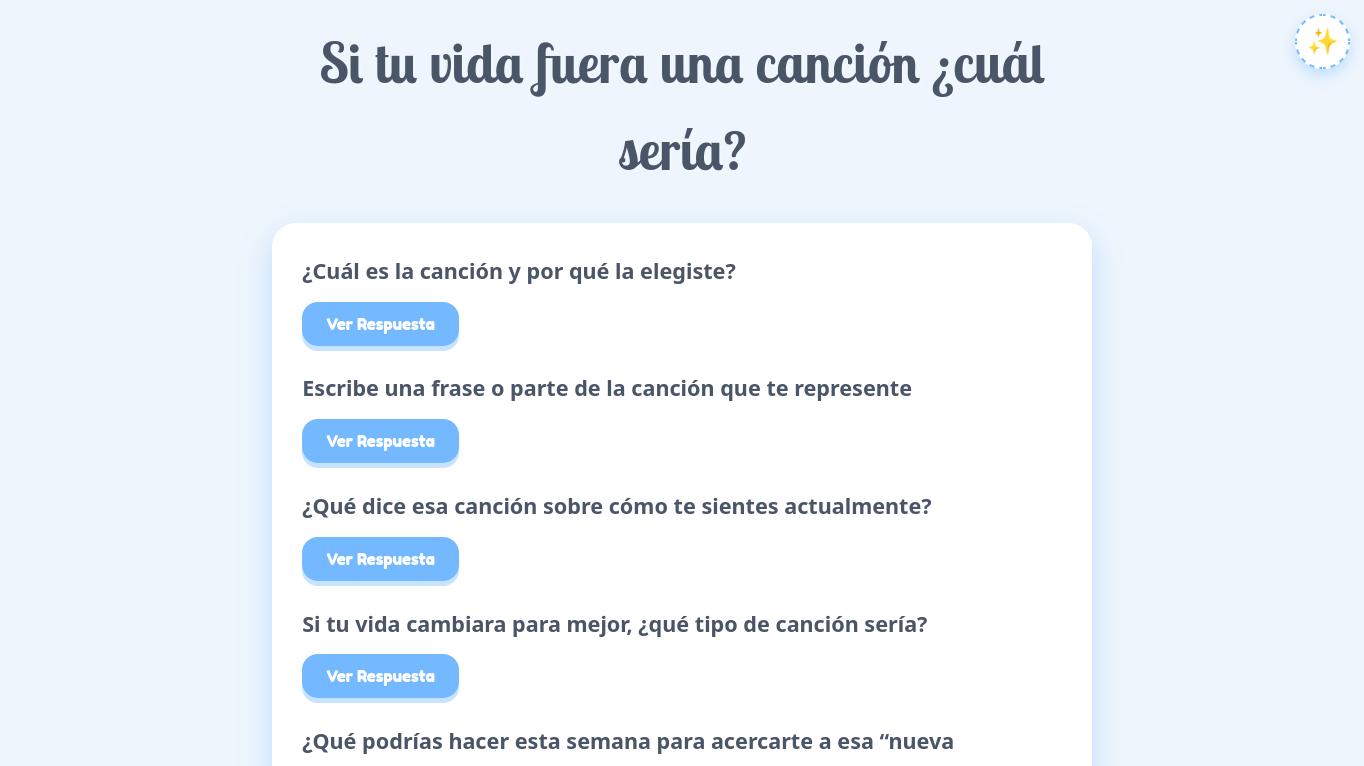 Si tu vida fuera una canción ¿cuál
sería?
¿Cuál es la canción y por qué la elegiste?
Ver Respuesta
Escribe una frase o parte de la canción que te represente
Ver Respuesta
¿Qué dice esa canción sobre cómo te sientes actualmente?
Ver Respuesta
Si tu vida cambiara para mejor, ¿qué tipo de canción sería?
Ver Respuesta
¿Qué podrías hacer esta semana para acercarte a esa “nueva